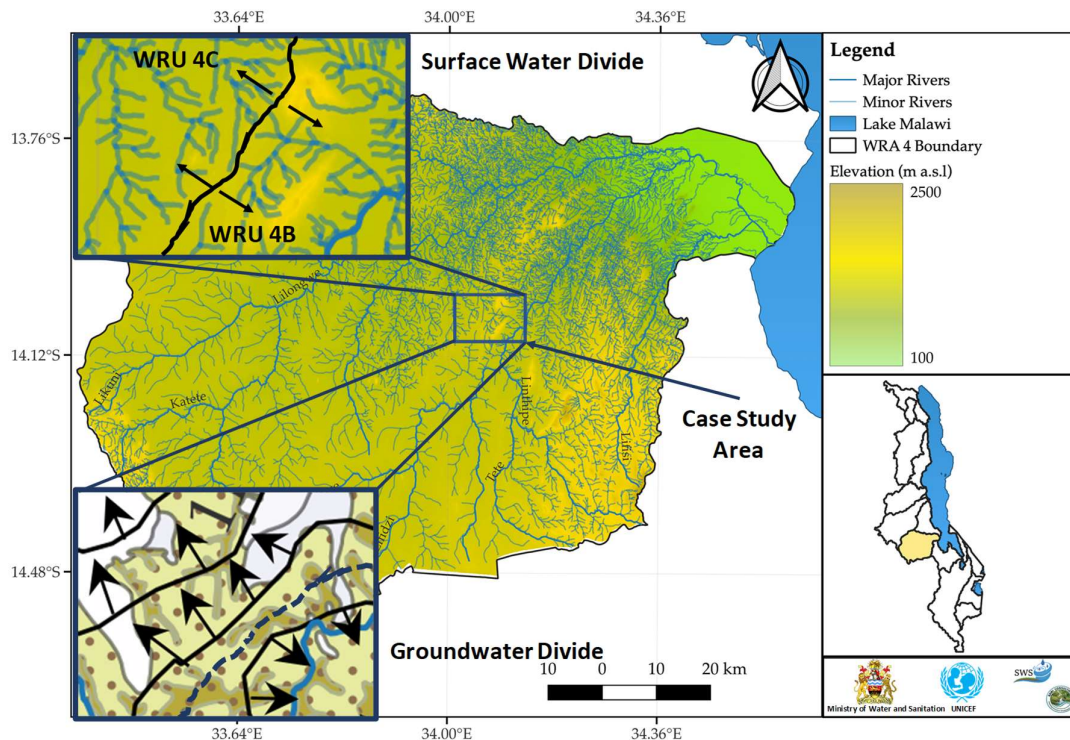 33.64°E
34.00°E
34.36°E
WRU 4C
WRU 4B
Surface Water Divide
13.76°S
14.12°S
14.48°S
Lilongwe
Likuni
Katete
Linthipe
Lifisi
Tete
Case Study
Area
Groundwater Divide
10 0 10 20 km
33.64°E
34.00°E
34.36°E
Legend
Major Rivers
Minor Rivers
Lake Malawi
WRA 4 Boundary
Elevation (m a.s.l)
2500
100
Ministry of Water and Sanitation
UNICEF
SWS